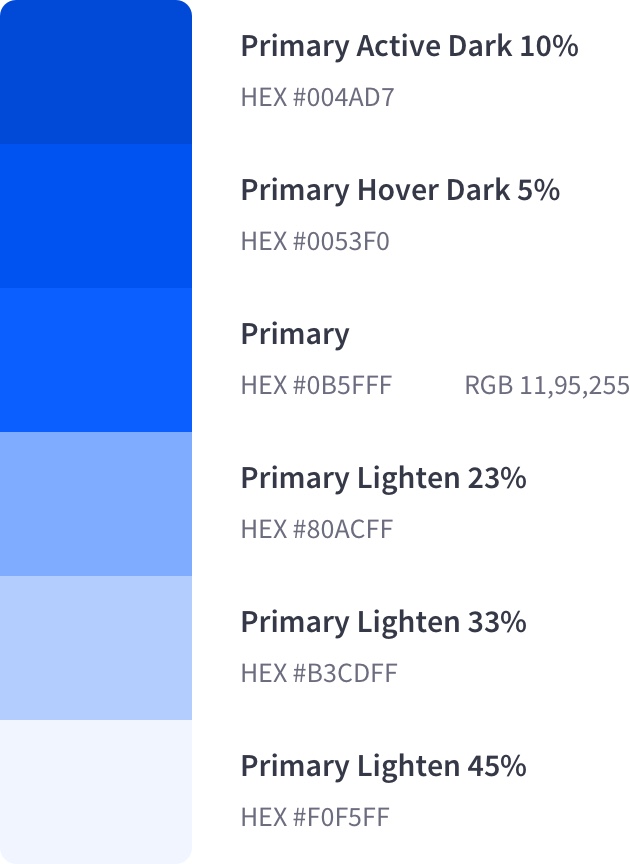 Primary Active Dark 10%
HEX #004AD7
Primary Hover Dark 5%
HEX #0053F0
Primary
HEX #0B5FFF RGB 11,95,255
Primary Lighten 23%
HEX #80ACFF
Primary Lighten 33%
HEX #B3CDFF
Primary Lighten 45%
HEX #F0F5FF